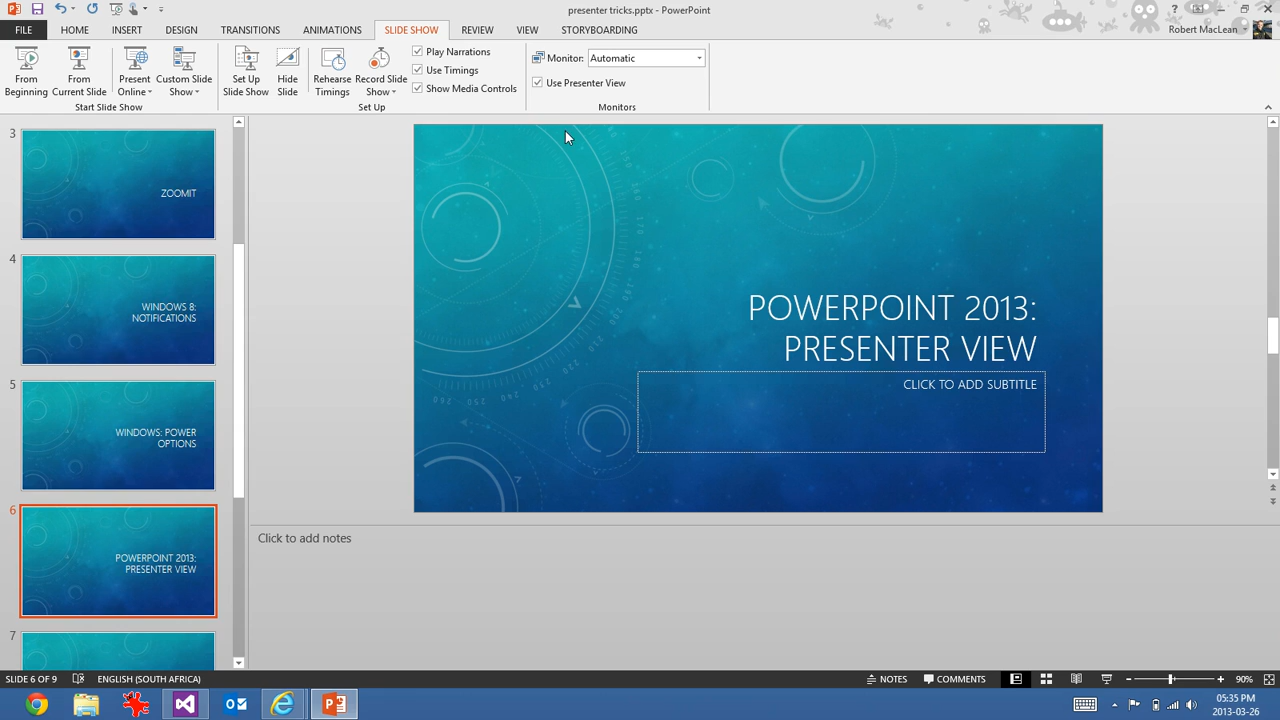 presenter tricks.pptx - PowerPoint
FILE HOME INSERT DESIGN TRANSITIONS ANIMATIONS SLIDE SHOW REVIEW VIEW STORYBOARDING
Robert MacLean
From Beginning
From Current Slide
Present Online
Custom Slide Show
Start Slide Show
Set Up Slide Show
Hide Slide
Rehearse Timings
Record Slide Show
Play Narrations
Use Timings
Show Media Controls
Set Up
Monitor: Automatic
Use Presenter View
Monitors
3
ZOOMIT
4
WINDOWS 8:
NOTIFICATIONS
5
WINDOWS: POWER
OPTIONS
6
POWERPOINT 2013:
PRESENTER VIEW
7
POWERPOINT 2013:
PRESENTER VIEW
CLICK TO ADD SUBTITLE
Click to add notes
SLIDE 6 OF 9 ENGLISH (SOUTH AFRICA) NOTES COMMENTS 90%
05:35 PM
2013-03-26